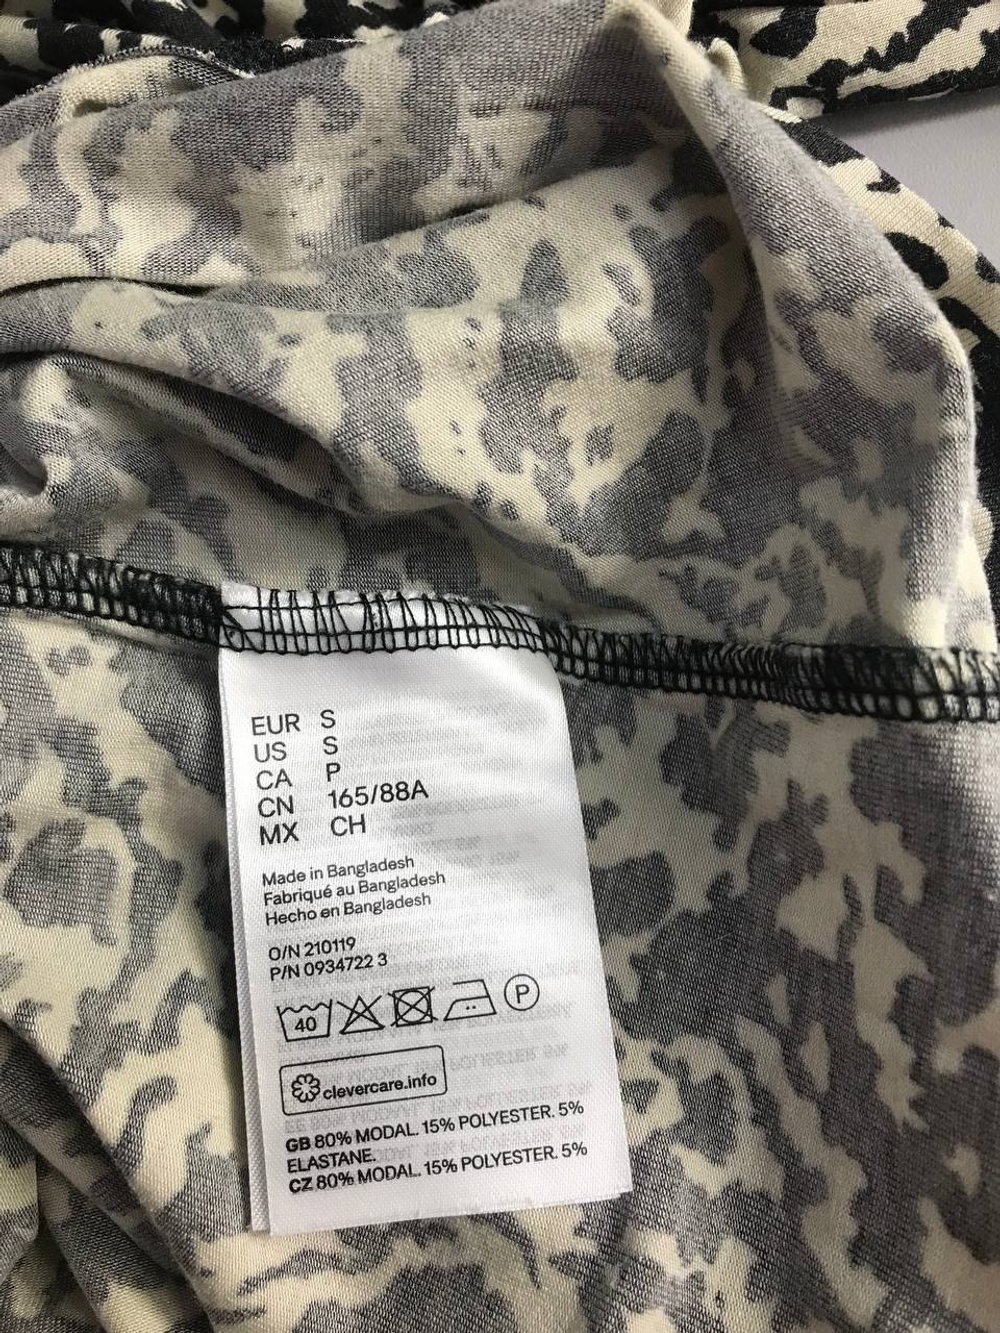 EUR S
US S
CA P
CN 165/88A
MX CH
Made in Bangladesh
Fabriqué au Bangladesh
Hecho en Bangladesh
O/N 210119
P/N 0934722 3
40
P
clevercare.info
GB 80% MODAL. 15% POLYESTER. 5%
ELASTANE.
CZ 80% MODAL. 15% POLYESTER. 5%